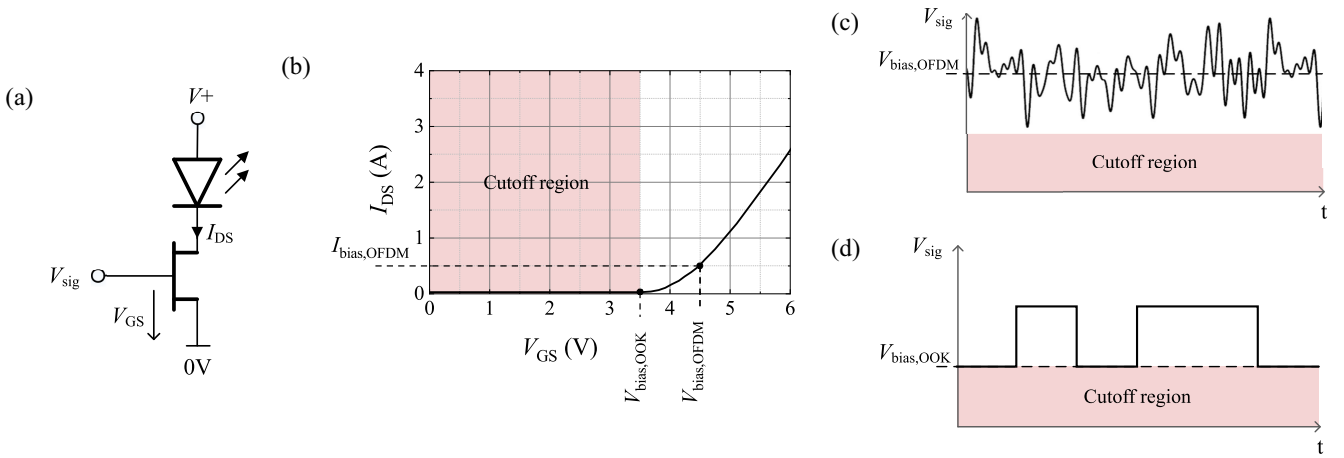 (a)
V+
I_DS
V_sig
V_GS
0V
(b)
I_DS (A)
4
3
2
1
0
Cutoff region
I_bias,OFDM
0 1 2 3 4 5 6
V_GS (V)
V_bias,OOK
V_bias,OFDM
(c)
V_sig
V_bias,OFDM
Cutoff region
t
(d)
V_sig
V_bias,OOK
Cutoff region
t